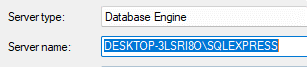 Server type: Database Engine
Server name: DESKTOP-3LSRI8O\SQLEXPRESS